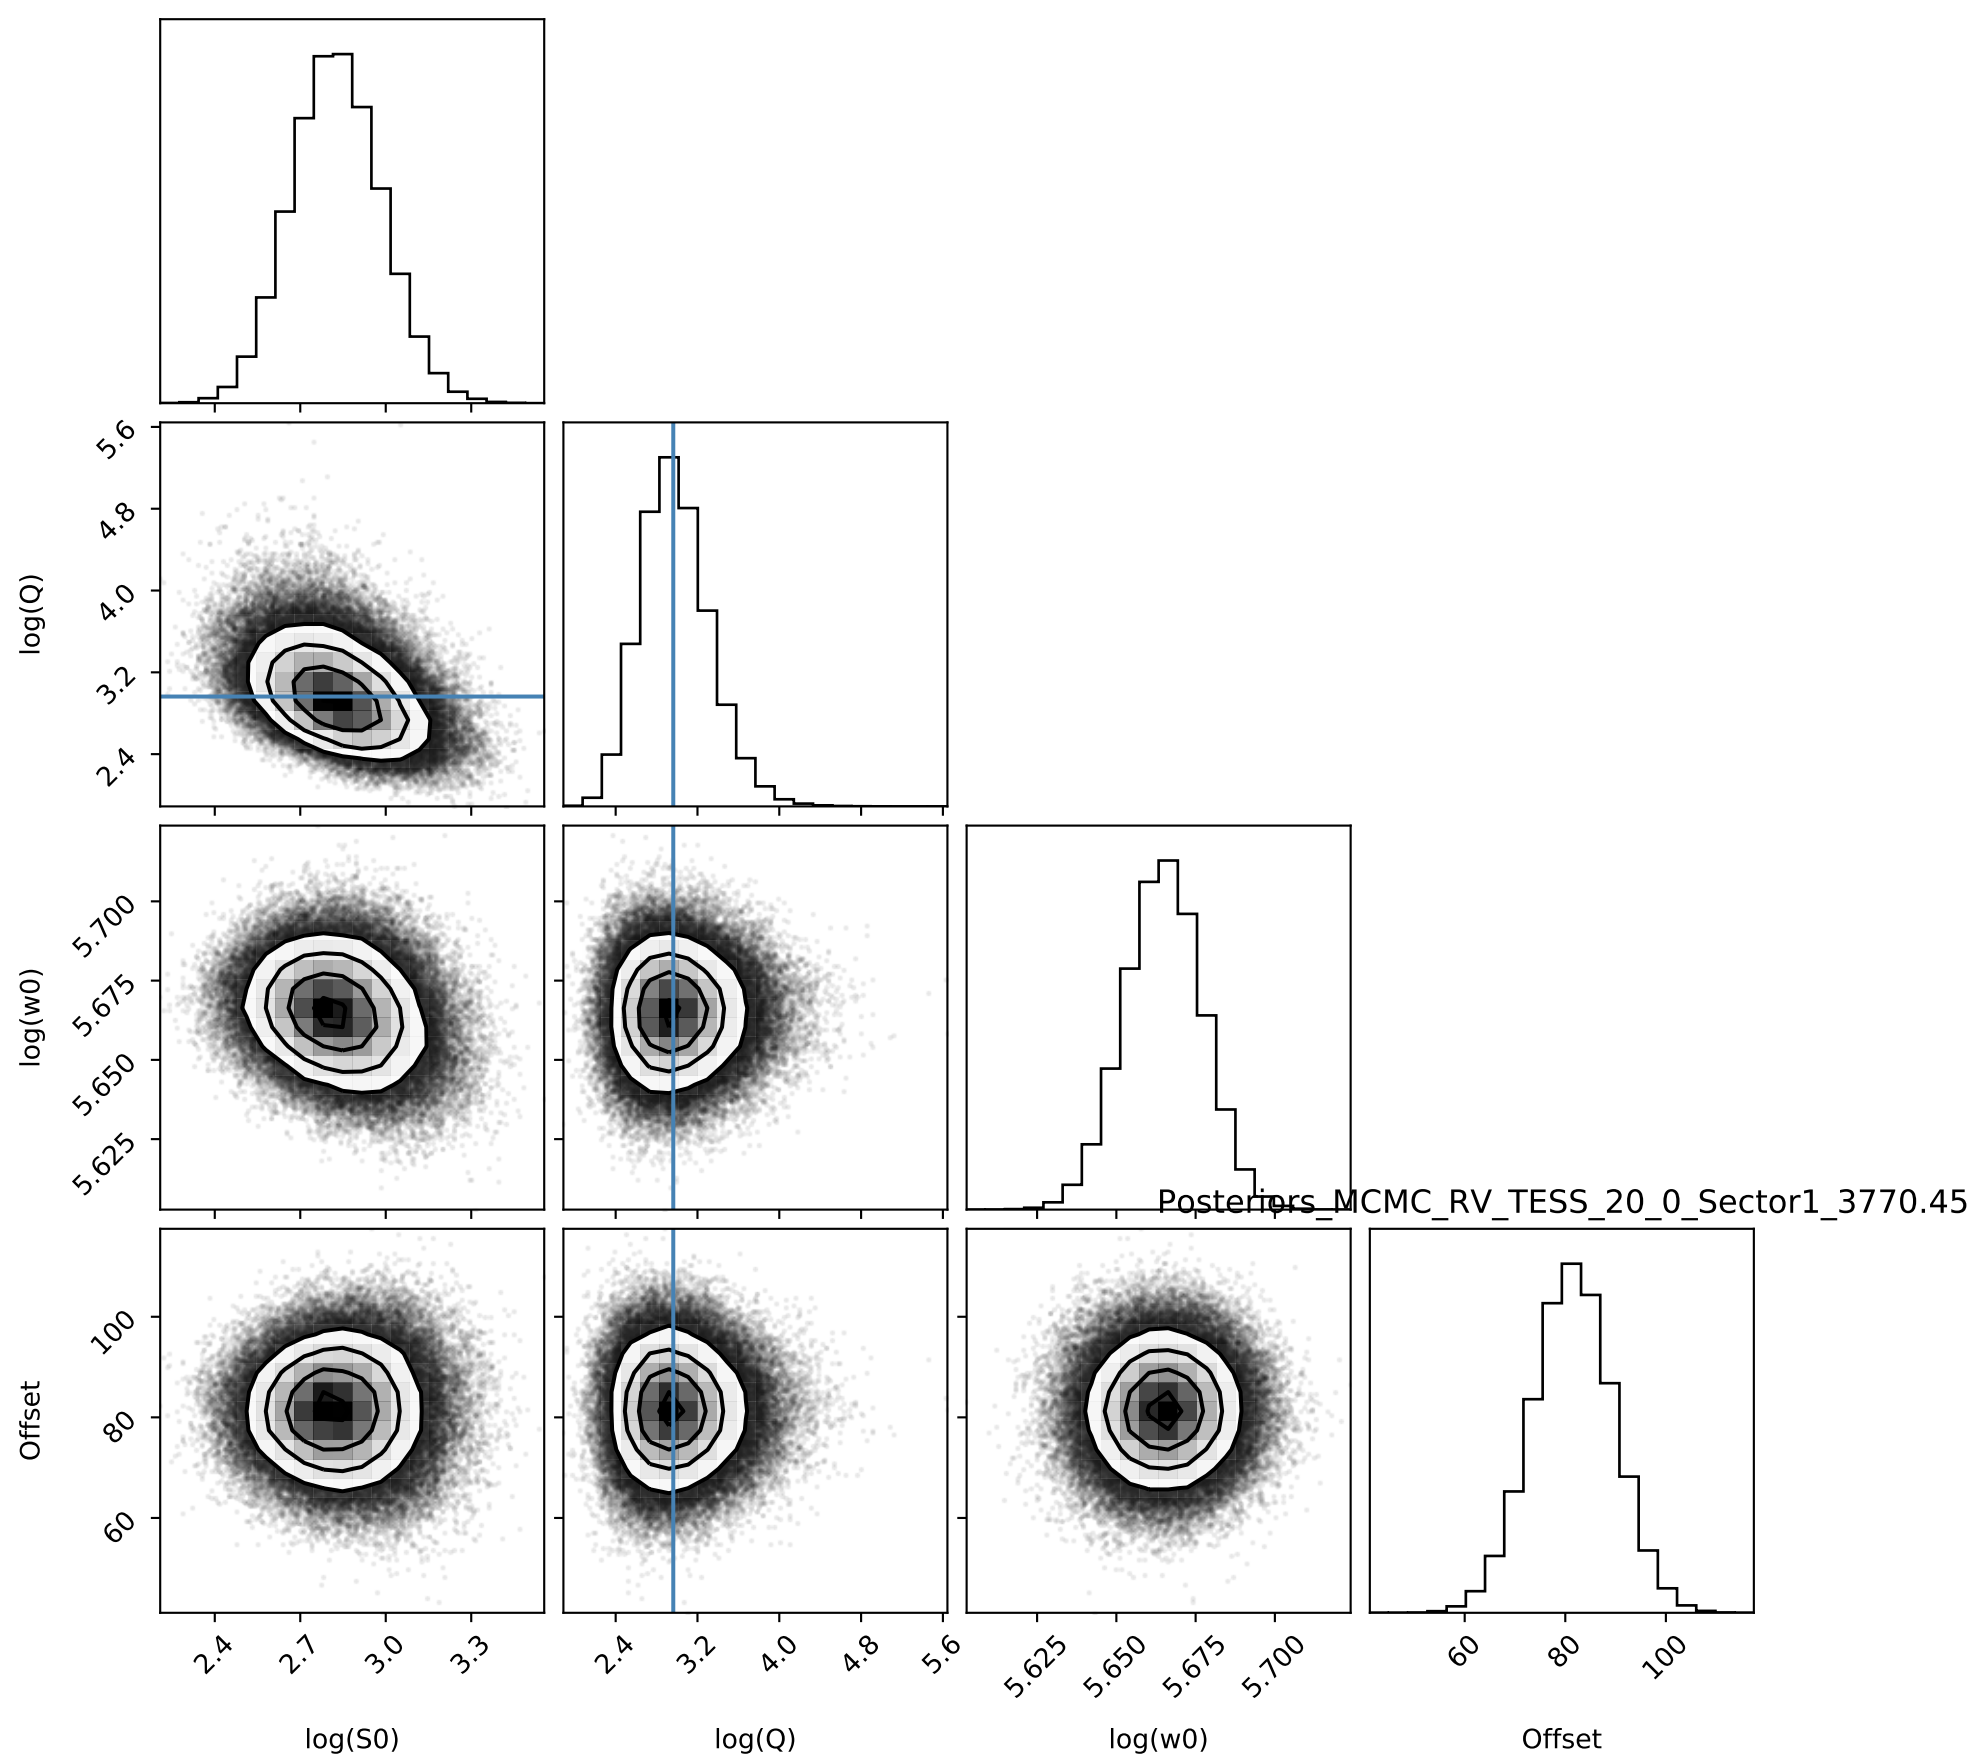 5.6
4.8
4.0
3.2
2.4
log(Q)
5.700
5.675
5.650
5.625
log(w0)
Posteriors_MCMC_RV_TESS_20_0_Sector1_3770.45
100
80
60
Offset
2.4 2.7 3.0 3.3
2.4 3.2 4.0 4.8 5.6
5.625 5.650 5.675 5.700
60 80 100
log(S0) log(Q) log(w0) Offset